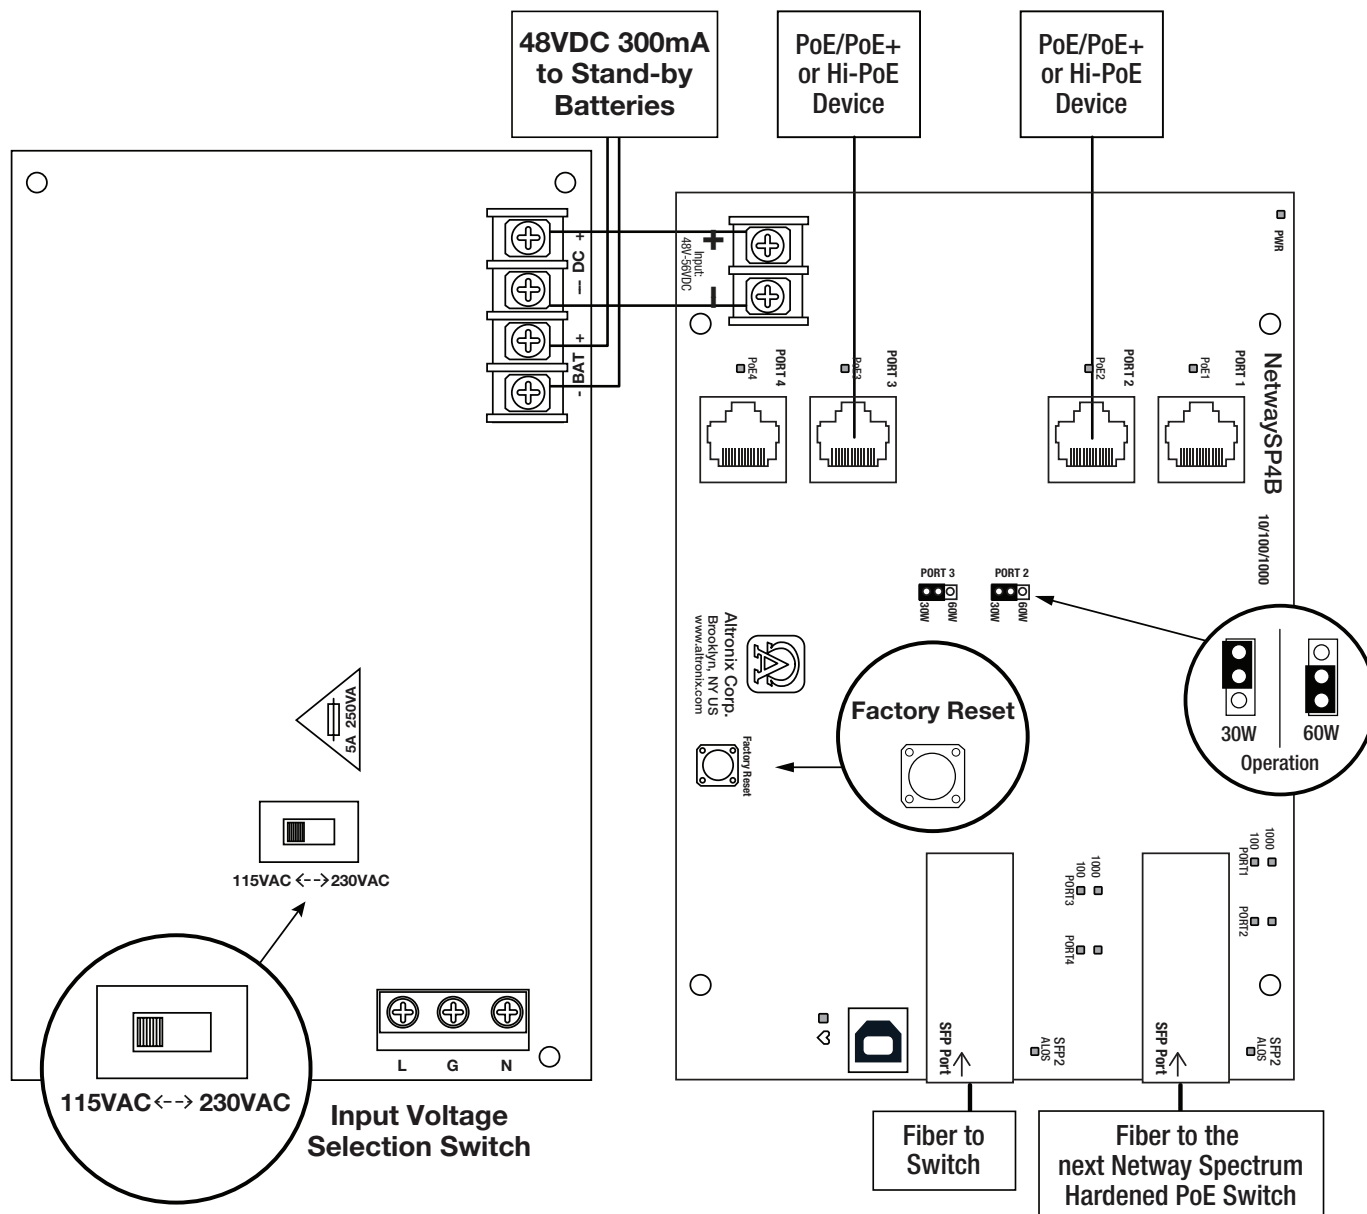 48VDC 300mA
to Stand-by
Batteries
PoE/PoE+
or Hi-PoE
Device
PoE/PoE+
or Hi-PoE
Device
- BAT + --- DC +
+
Input:
48V-56VDC
–
PWR
PoE4
PORT 4
PoE3
PORT 3
PoE2
PORT 2
PoE1
PORT 1
NetwaySP4B
10/100/1000
PORT 3
30W
60W
PORT 2
30W
60W
Altronix Corp.
Brooklyn, NY US
www.altronix.com
Factory Reset
Factory Reset
30W
60W
Operation
5A 250VA
115VAC <--> 230VAC
115VAC <--> 230VAC
L G N
Input Voltage
Selection Switch
100
1000
PORT3
PORT4
100
1000
PORT1
PORT2
SFP Port
SFP2
ALOS
SFP Port
SFP2
ALOS
Fiber to
Switch
Fiber to the
next Netway Spectrum
Hardened PoE Switch